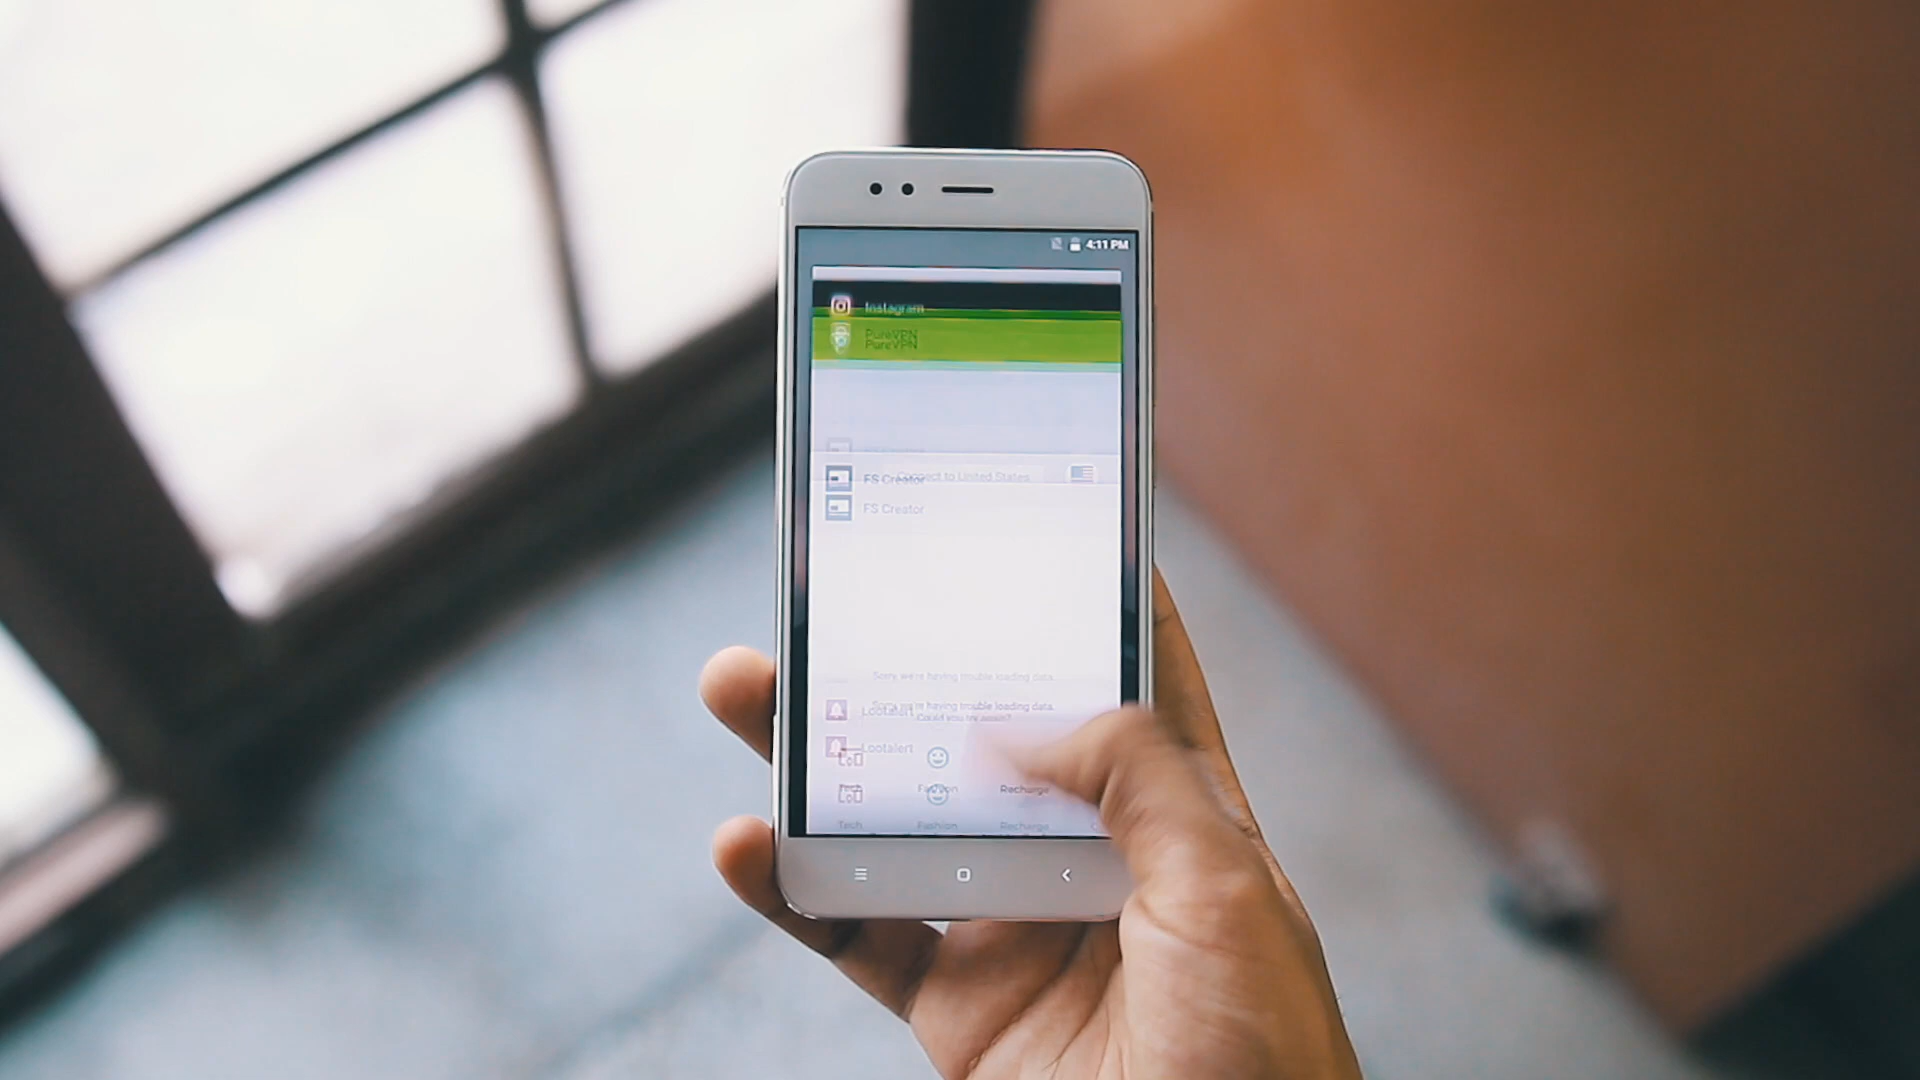 4:11 PM
Instagram
PureVPN
PureVPN
FS Creator
Connect to United States
FS Creator
Sorry, we're having trouble loading data.
Sorry, we're having trouble loading data.
Could you try again?
Lootalert
Lootalert
Tech Fashion Recharge
Tech Fashion Recharge